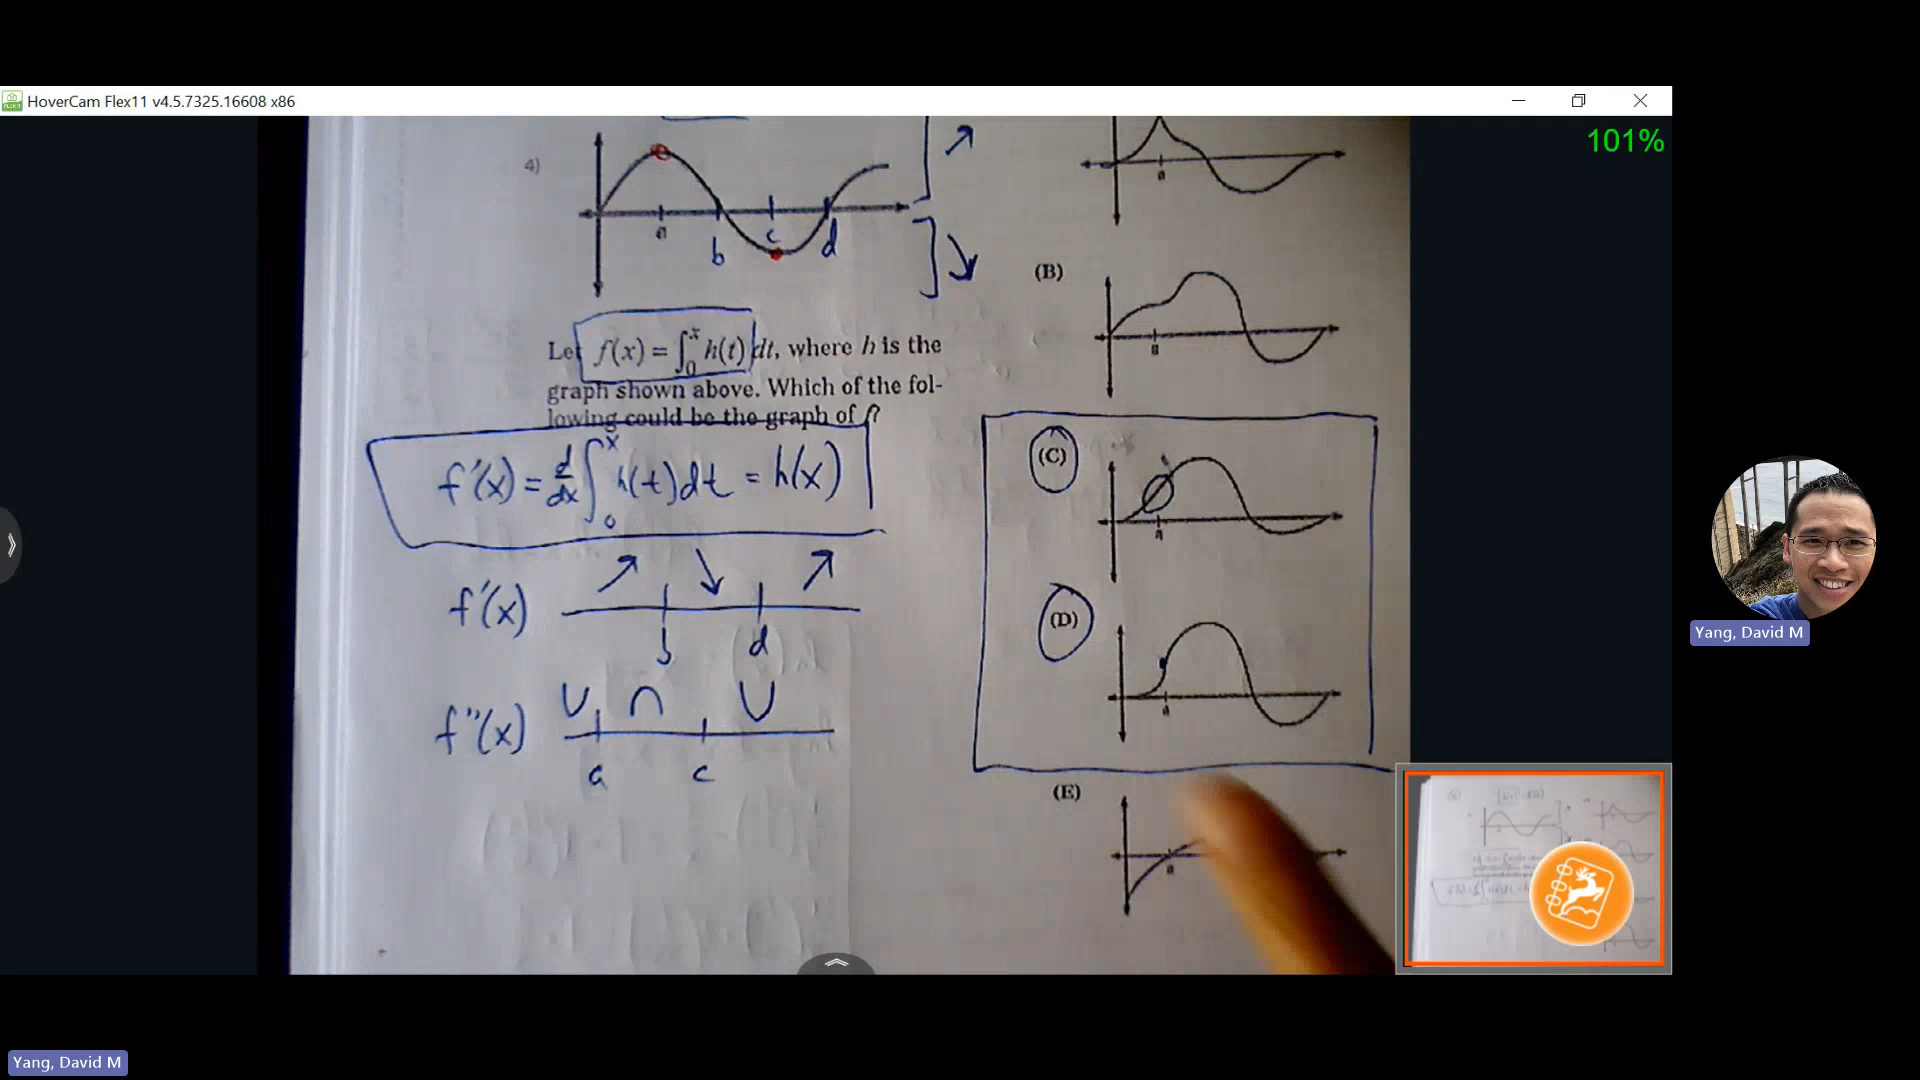 HoverCam Flex11 v4.5.7325.16608 x86
101%
4)
a
b
c
d
Let f(x) = ∫₀ˣ h(t) dt, where h is the
graph shown above. Which of the fol-
lowing could be the graph of f?
f'(x) = d/dx ∫₀ˣ h(t)dt = h(x)
f'(x)
b d
f"(x)
a c
a
(B)
a
(C)
a
(D)
a
(E)
a
Yang, David M
Yang, David M